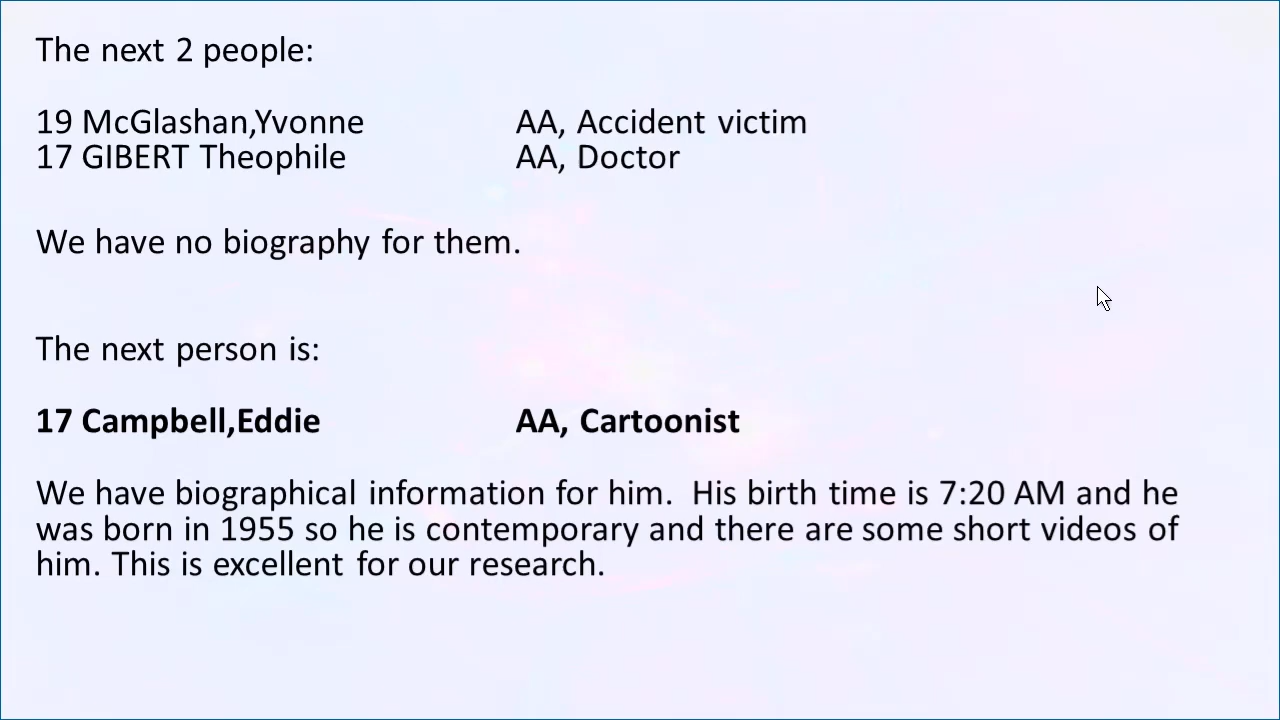 The next 2 people:
19 McGlashan,Yvonne AA, Accident victim
17 GIBERT Theophile AA, Doctor
We have no biography for them.
The next person is:
17 Campbell,Eddie AA, Cartoonist
We have biographical information for him.  His birth time is 7:20 AM and he
was born in 1955 so he is contemporary and there are some short videos of
him. This is excellent for our research.